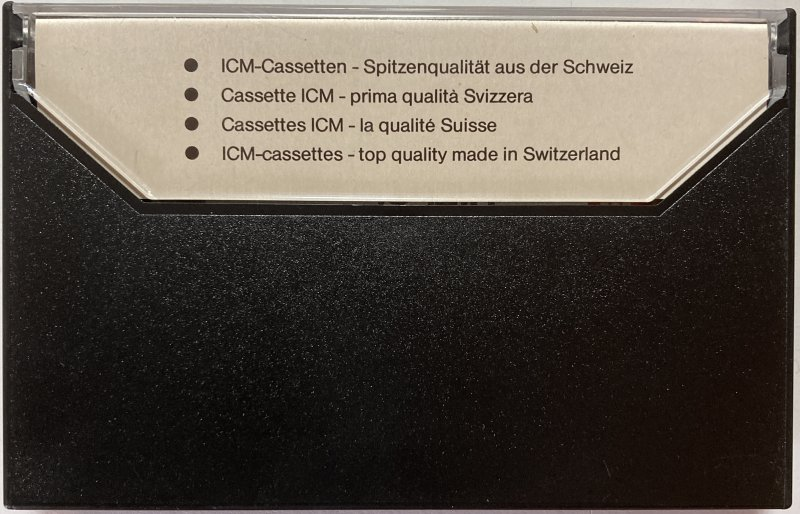 ● ICM-Cassetten - Spitzenqualität aus der Schweiz
● Cassette ICM - prima qualità Svizzera
● Cassettes ICM - la qualité Suisse
● ICM-cassettes - top quality made in Switzerland